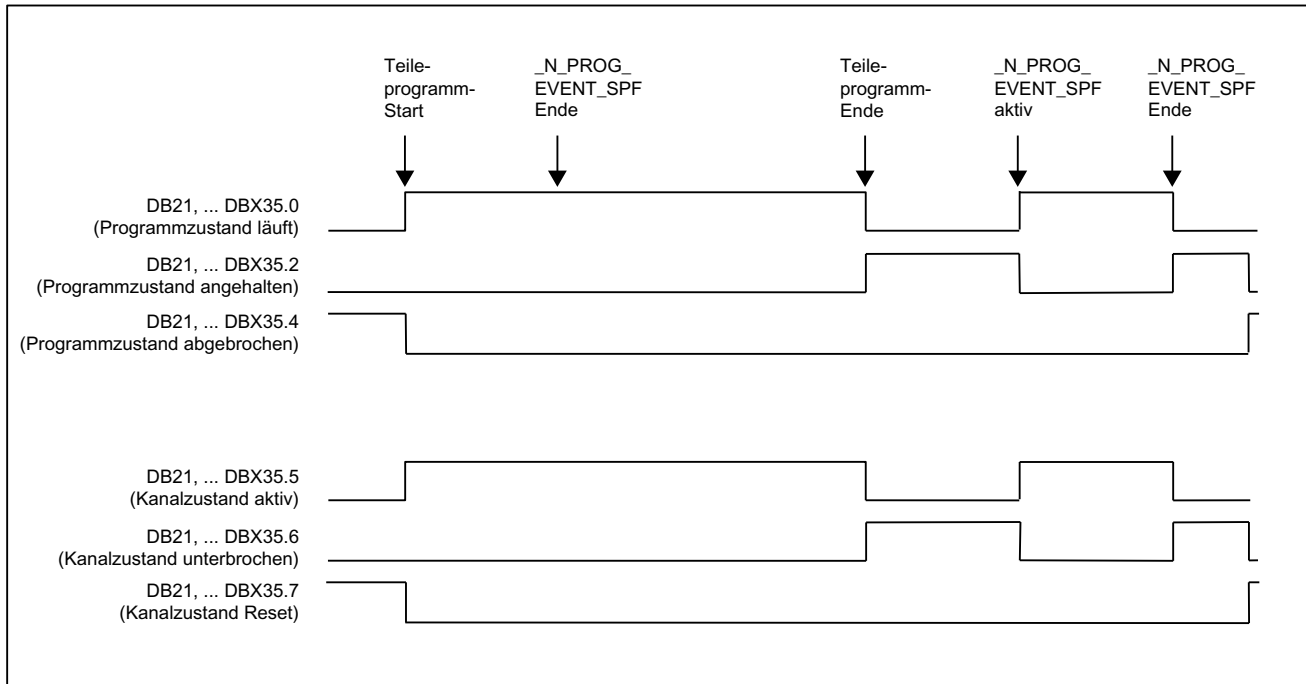 Teile-
programm-
Start
_N_PROG_
EVENT_SPF
Ende
Teile-
programm-
Ende
_N_PROG_
EVENT_SPF
aktiv
_N_PROG_
EVENT_SPF
Ende
DB21, ... DBX35.0
(Programmzustand läuft)
DB21, ... DBX35.2
(Programmzustand angehalten)
DB21, ... DBX35.4
(Programmzustand abgebrochen)
DB21, ... DBX35.5
(Kanalzustand aktiv)
DB21, ... DBX35.6
(Kanalzustand unterbrochen)
DB21, ... DBX35.7
(Kanalzustand Reset)